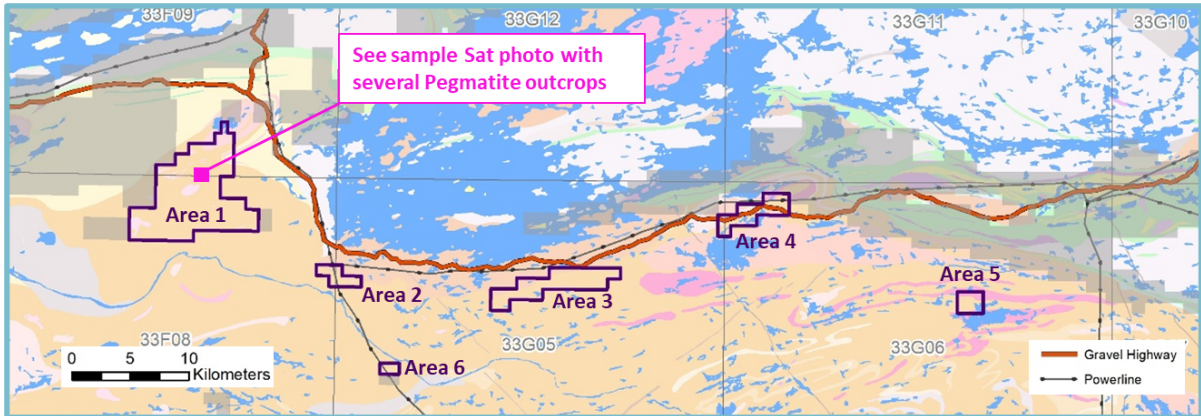 33F09
33G12
33G11
33G10
See sample Sat photo with
several Pegmatite outcrops
Area 1
Area 4
Area 2
Area 3
Area 5
33F08
33G05
33G06
Area 6
0 5 10
Kilometers
Gravel Highway
Powerline